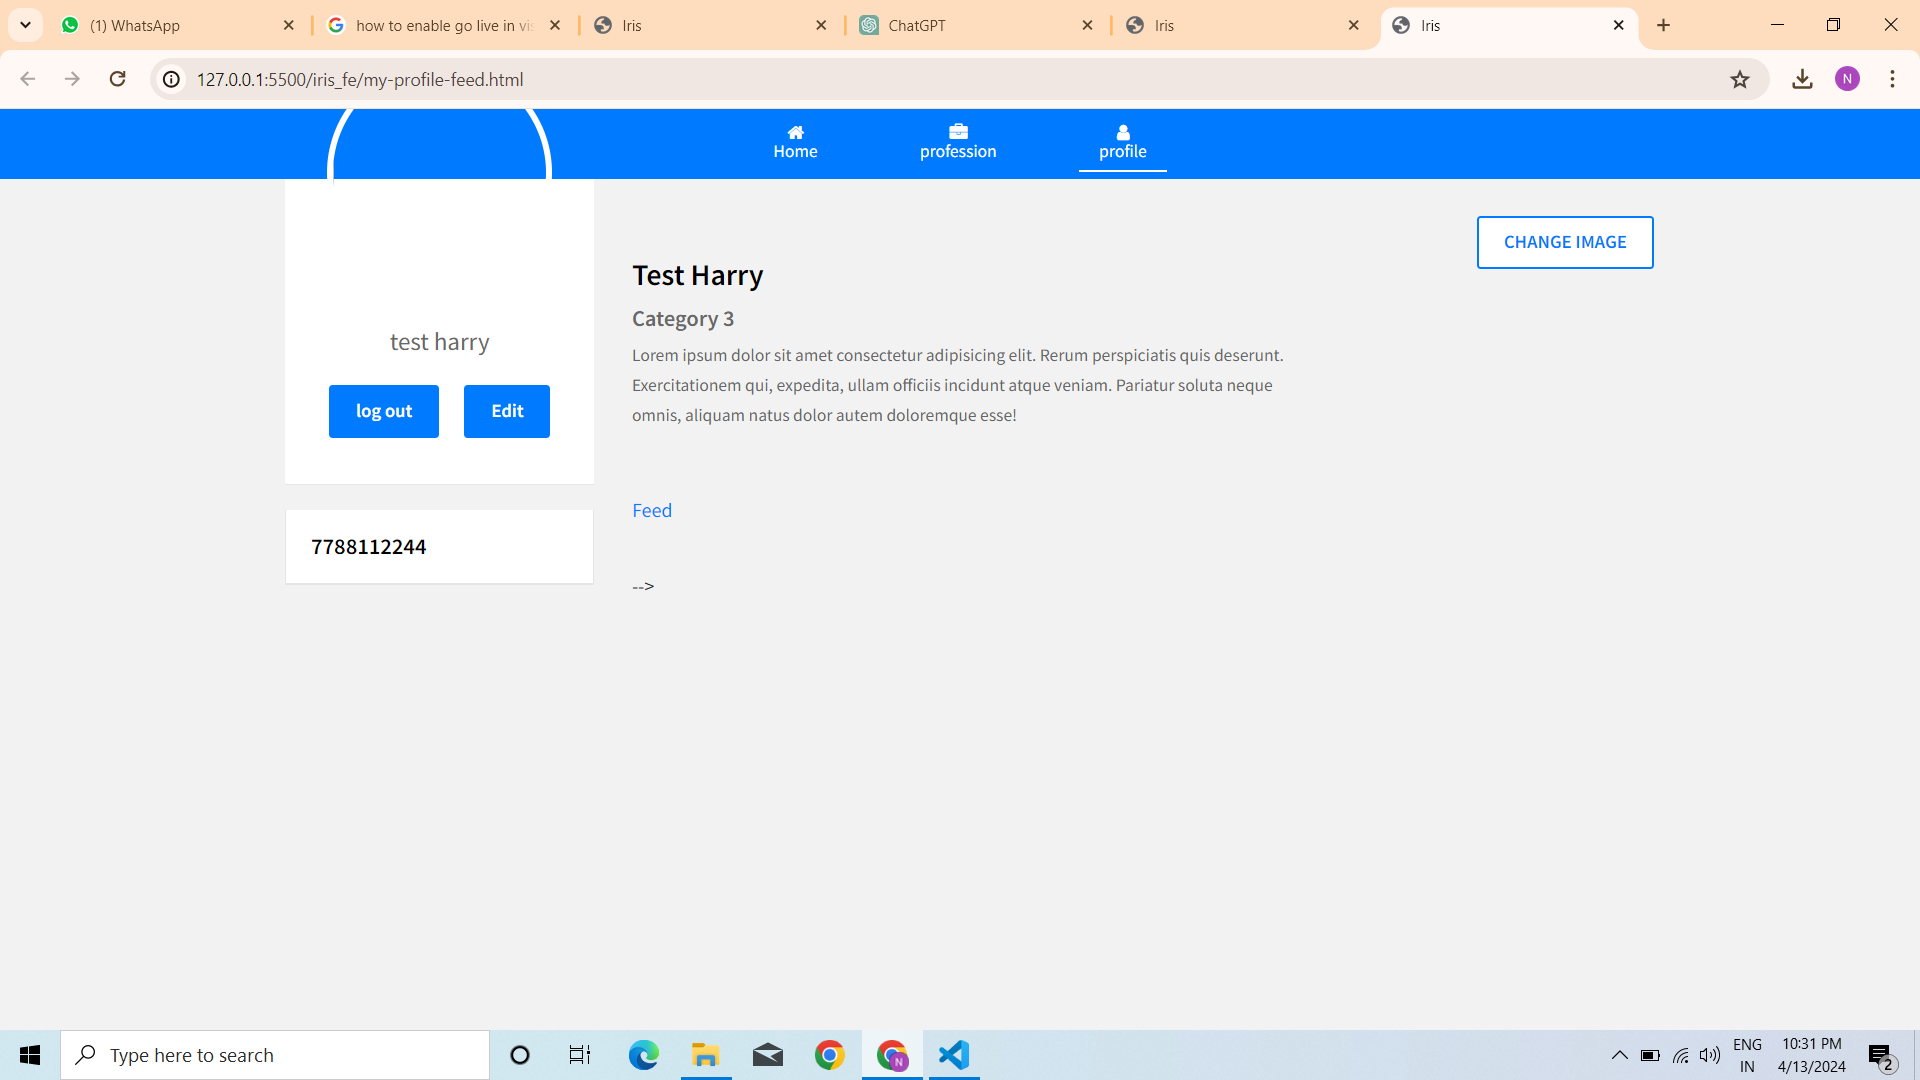 (1) WhatsApp
how to enable go live in vi
Iris
ChatGPT
Iris
Iris
N
127.0.0.1:5500/iris_fe/my-profile-feed.html
Home
profession
profile
CHANGE IMAGE
Test Harry
Category 3
Lorem ipsum dolor sit amet consectetur adipisicing elit. Rerum perspiciatis quis deserunt.
Exercitationem qui, expedita, ullam officiis incidunt atque veniam. Pariatur soluta neque
omnis, aliquam natus dolor autem doloremque esse!
test harry
log out
Edit
Feed
7788112244
-->
Type here to search
N
ENG
IN
10:31 PM
4/13/2024
2